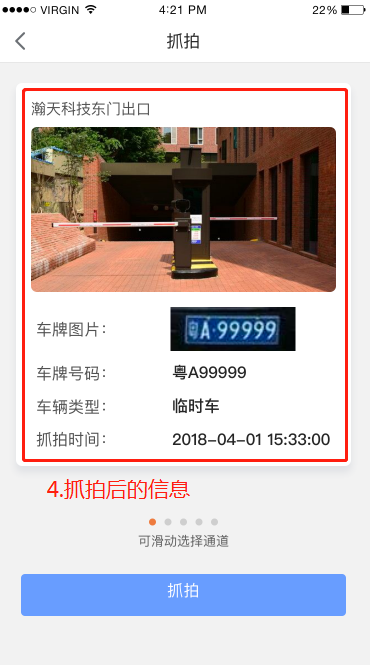 VIRGIN 4:21 PM 22%
抓拍
瀚天科技东门出口
车牌图片： 粤A·99999
车牌号码： 粤A99999
车辆类型： 临时车
抓拍时间： 2018-04-01 15:33:00
4.抓拍后的信息
可滑动选择通道
抓拍